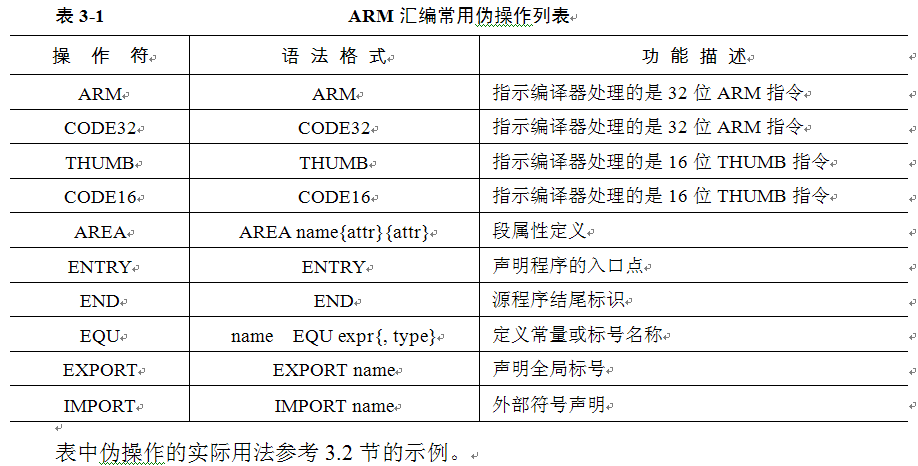 表 3-1 ARM 汇编常用伪操作列表
操 作 符 语 法 格 式 功 能 描 述
ARM ARM 指示编译器处理的是 32 位 ARM 指令
CODE32 CODE32 指示编译器处理的是 32 位 ARM 指令
THUMB THUMB 指示编译器处理的是 16 位 THUMB 指令
CODE16 CODE16 指示编译器处理的是 16 位 THUMB 指令
AREA AREA name{attr}{attr} 段属性定义
ENTRY ENTRY 声明程序的入口点
END END 源程序结尾标识
EQU name EQU expr{, type} 定义常量或标号名称
EXPORT EXPORT name 声明全局标号
IMPORT IMPORT name 外部符号声明
表中伪操作的实际用法参考 3.2 节的示例。